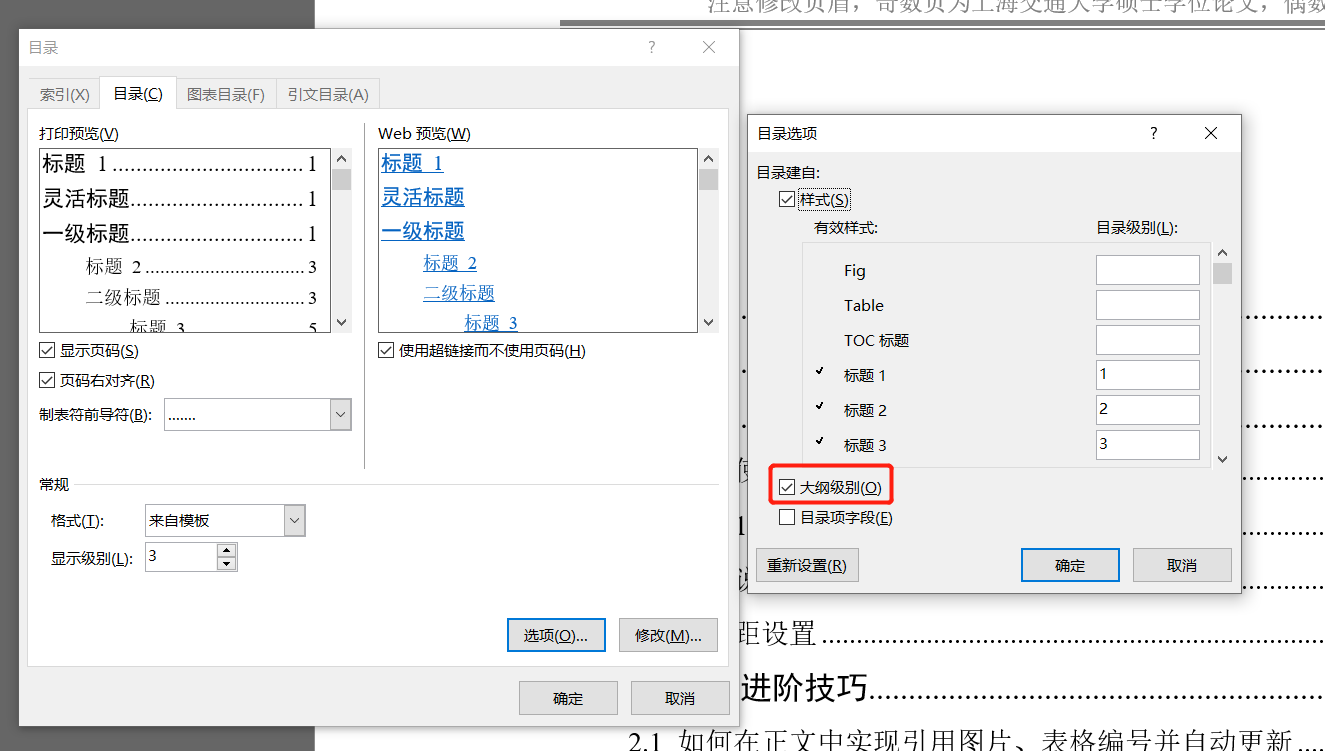 注意修改页眉，奇数页为上海交通大学硕士学位论文，偶数
目录
?
索引(X)
目录(C)
图表目录(F)
引文目录(A)
打印预览(V)
标题 1 ................................ 1
灵活标题................................ 1
一级标题................................ 1
标题 2 ................................ 3
二级标题 ................................ 3
标题 3 5
Web 预览(W)
标题 1
灵活标题
一级标题
标题 2
二级标题
标题 3
显示页码(S)
页码右对齐(R)
制表符前导符(B): .......
使用超链接而不使用页码(H)
常规
格式(T): 来自模板
显示级别(L): 3
选项(O)...
修改(M)...
确定
取消
目录选项
?
目录建自:
样式(S)
有效样式: 目录级别(L):
Fig
Table
TOC 标题
标题 1 1
标题 2 2
标题 3 3
大纲级别(O)
目录项字段(E)
重新设置(R)
确定
取消
距设置................................
进阶技巧................................
2.1 如何在正文中实现引用图片、表格编号并自动更新....